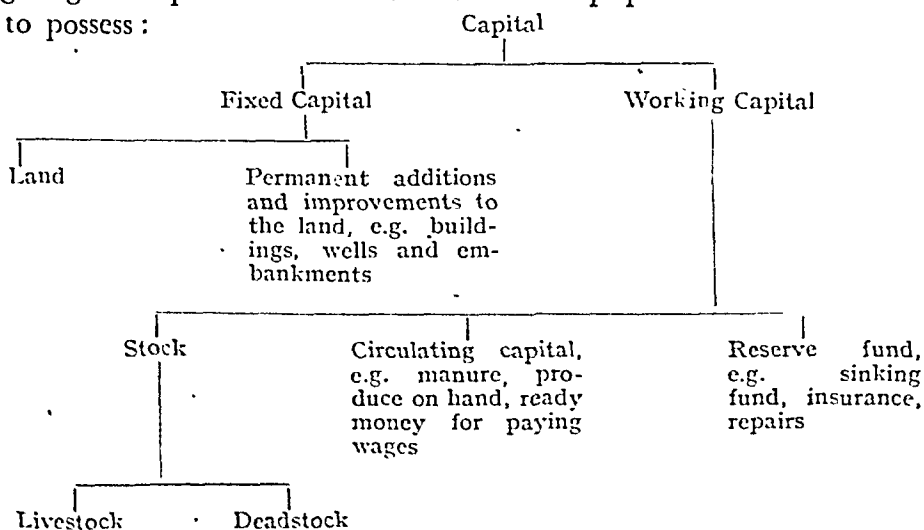 to possess :
Capital
Fixed Capital
Working Capital
Land
Permanent additions
and improvements to
the land, e.g. build-
ings, wells and em-
bankments
Stock
Circulating capital,
e.g. manure, pro-
duce on hand, ready
money for paying
wages
Reserve fund,
e.g. sinking
fund, insurance,
repairs
Livestock
Deadstock